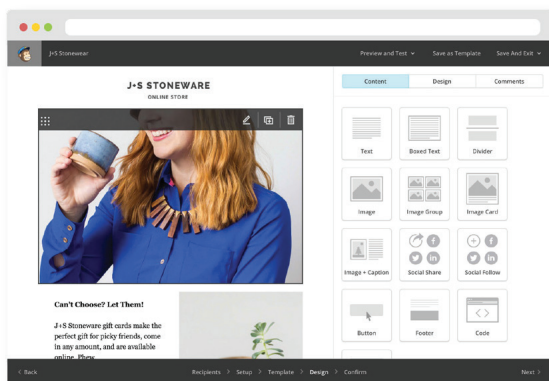 J+S Stonewear
Preview and Test
Save as Template
Save And Exit
J+S STONEWARE
ONLINE STORE
Can't Choose? Let Them!
J+S Stoneware gift cards make the
perfect gift for picky friends, come
in any amount, and are available
online. Phew.
Content
Design
Comments
Text
Boxed Text
Divider
Image
Image Group
Image Card
Image + Caption
Social Share
Social Follow
Button
Footer
Code
< Back
Recipients > Setup > Template > Design > Confirm
Next >